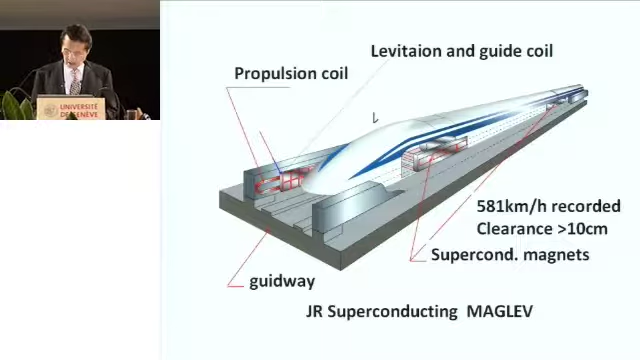 UNIVERSITÉ
DE GENÈVE
Levitaion and guide coil
Propulsion coil
581km/h recorded
Clearance >10cm
Supercond. magnets
guidway
JR Superconducting MAGLEV